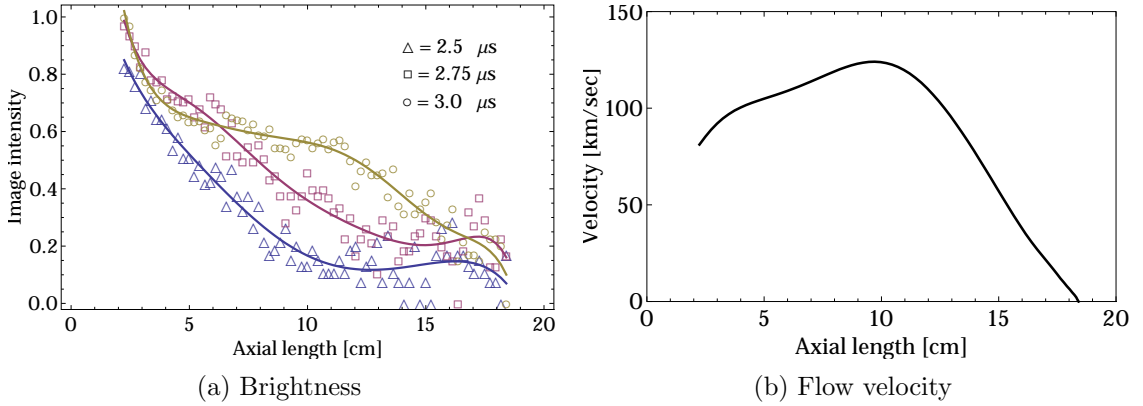 1.0
0.8
0.6
0.4
0.2
0.0
Image intensity
△ = 2.5 μs
□ = 2.75 μs
○ = 3.0 μs
0 5 10 15 20
Axial length [cm]
(a) Brightness
150
100
50
0
Velocity [km/sec]
0 5 10 15 20
Axial length [cm]
(b) Flow velocity